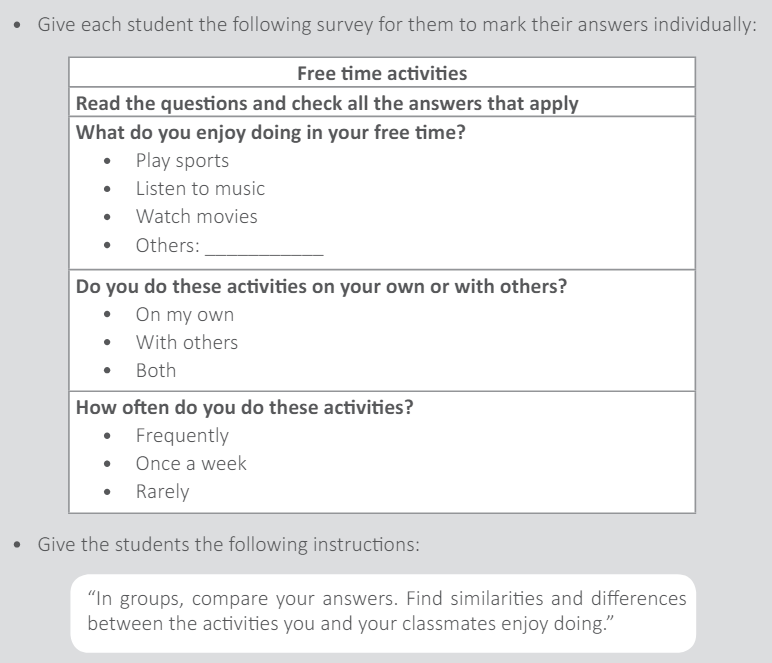 • Give each student the following survey for them to mark their answers individually:
Free time activities
Read the questions and check all the answers that apply
What do you enjoy doing in your free time?
• Play sports
• Listen to music
• Watch movies
• Others: ___________
Do you do these activities on your own or with others?
• On my own
• With others
• Both
How often do you do these activities?
• Frequently
• Once a week
• Rarely
• Give the students the following instructions:
“In groups, compare your answers. Find similarities and differences
between the activities you and your classmates enjoy doing.”